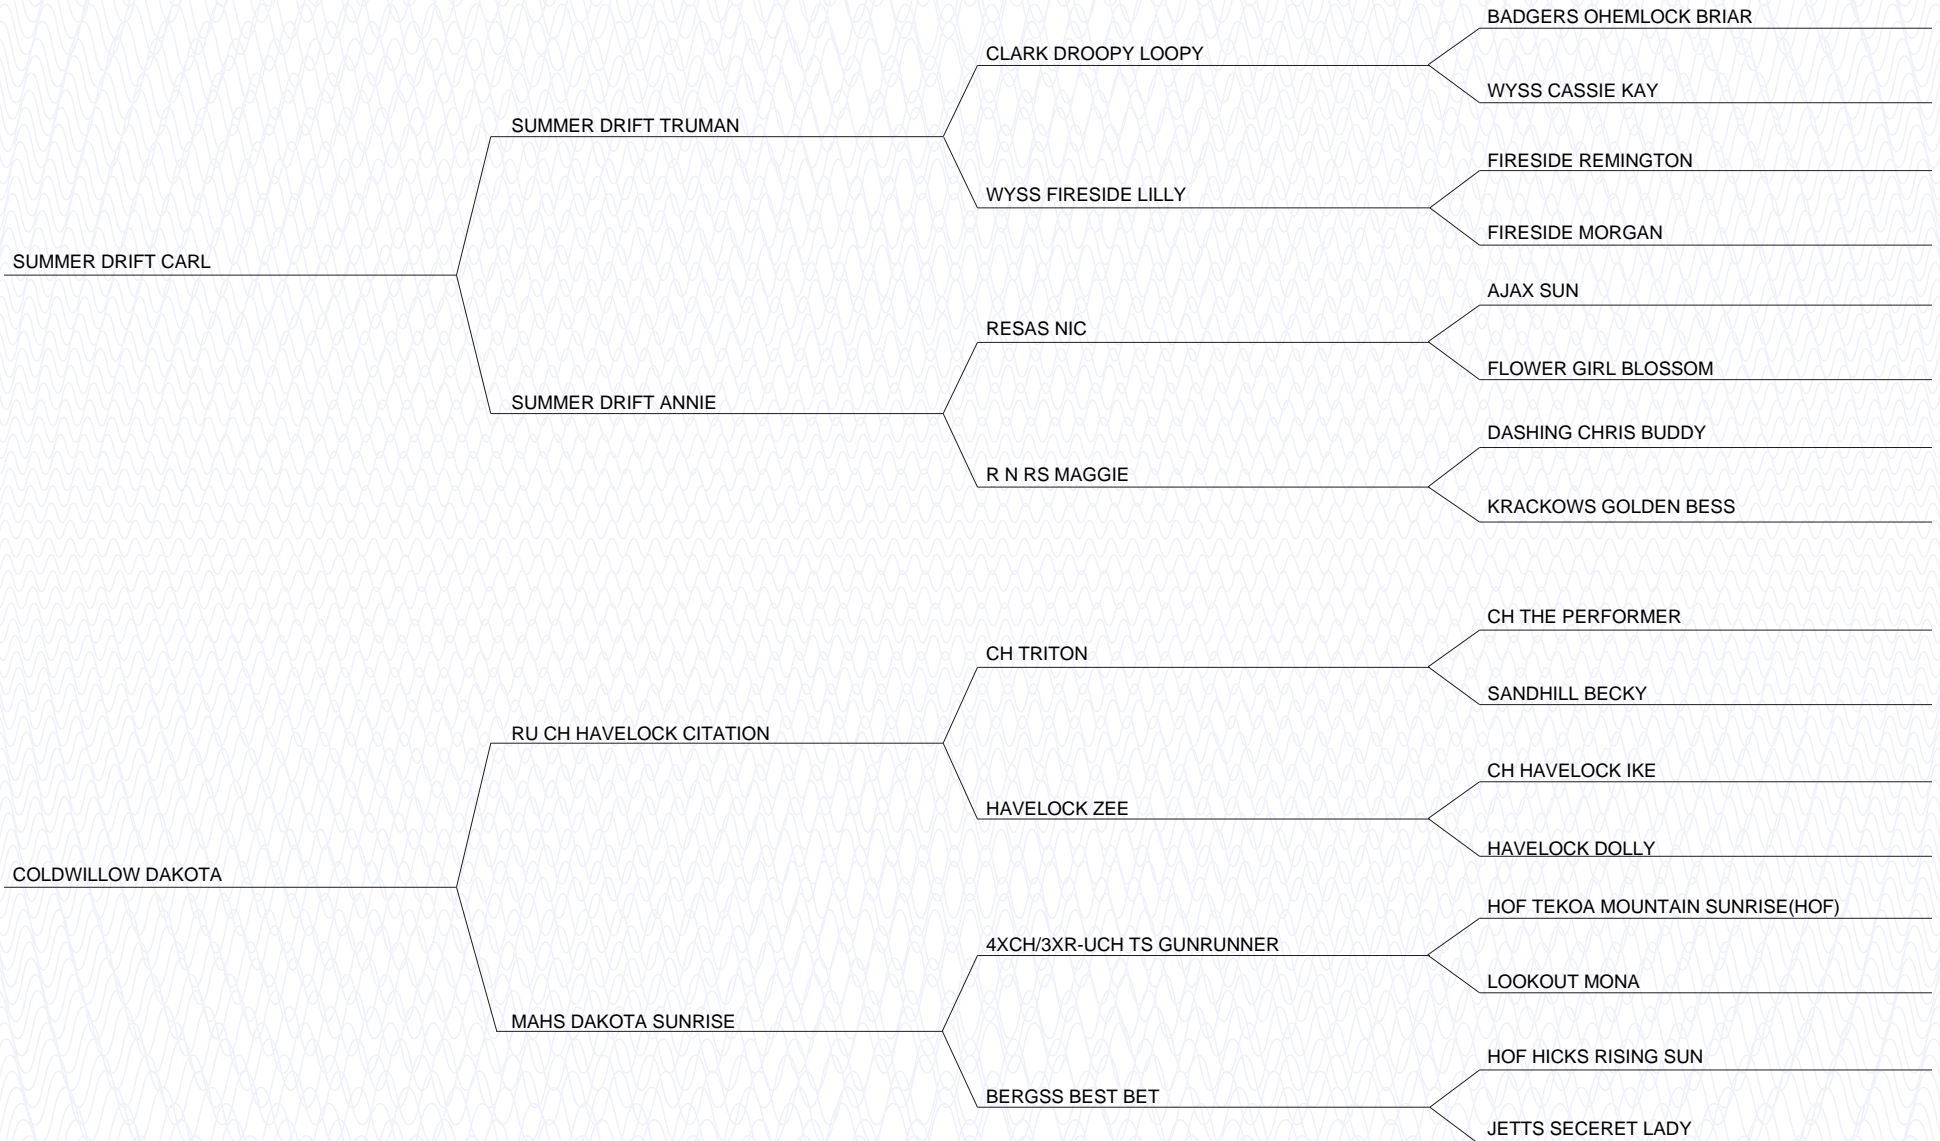 BADGERS OHEMLOCK BRIAR
CLARK DROOPY LOOPY
WYSS CASSIE KAY
SUMMER DRIFT TRUMAN
FIRESIDE REMINGTON
WYSS FIRESIDE LILLY
FIRESIDE MORGAN
SUMMER DRIFT CARL
AJAX SUN
RESAS NIC
FLOWER GIRL BLOSSOM
SUMMER DRIFT ANNIE
DASHING CHRIS BUDDY
R N RS MAGGIE
KRACKOWS GOLDEN BESS
CH THE PERFORMER
CH TRITON
SANDHILL BECKY
RU CH HAVELOCK CITATION
CH HAVELOCK IKE
HAVELOCK ZEE
HAVELOCK DOLLY
COLDWILLOW DAKOTA
HOF TEKOA MOUNTAIN SUNRISE(HOF)
4XCH/3XR-UCH TS GUNRUNNER
LOOKOUT MONA
MAHS DAKOTA SUNRISE
HOF HICKS RISING SUN
BERGSS BEST BET
JETTS SECERET LADY